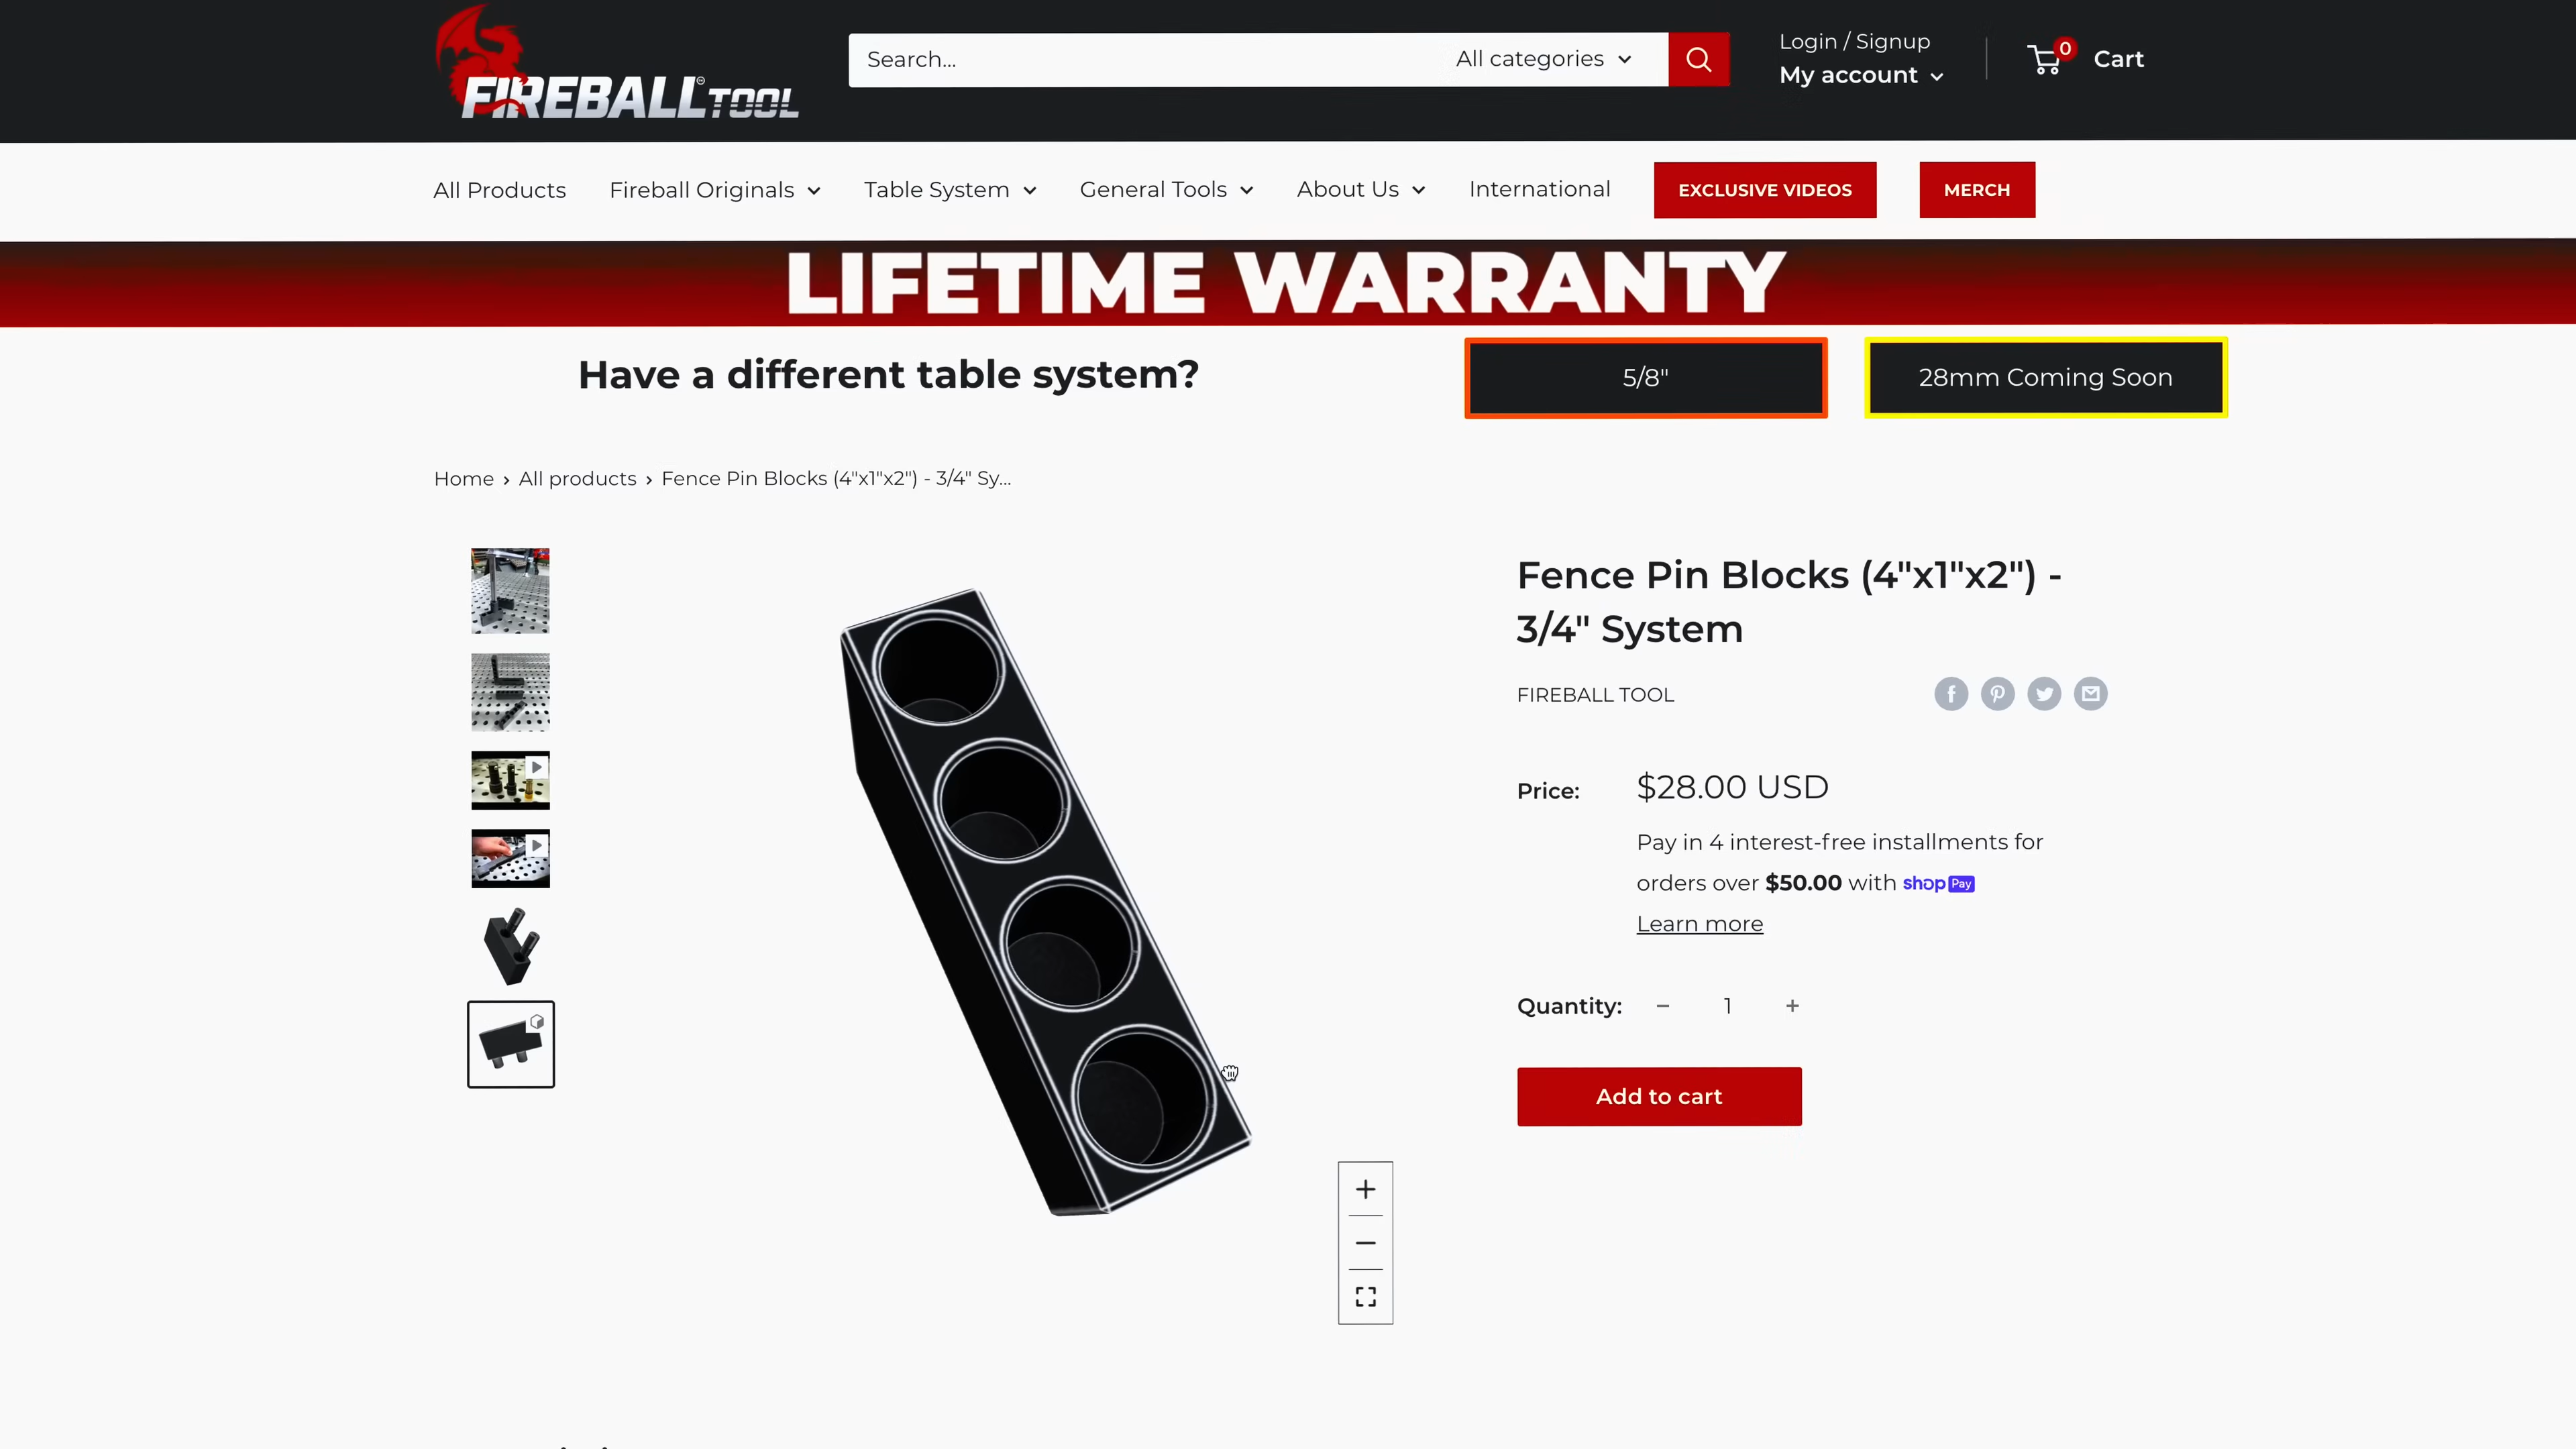 FIREBALL TOOL
Search...
All categories
Login / Signup
My account
0
Cart
All Products
Fireball Originals
Table System
General Tools
About Us
International
EXCLUSIVE VIDEOS
MERCH
LIFETIME WARRANTY
Have a different table system?
5/8"
28mm Coming Soon
Home › All products › Fence Pin Blocks (4"x1"x2") - 3/4" Sy...
Fence Pin Blocks (4"x1"x2") -
3/4" System
FIREBALL TOOL
Price:
$28.00 USD
Pay in 4 interest-free installments for
orders over $50.00 with shop Pay
Learn more
Quantity:
− 1 +
Add to cart